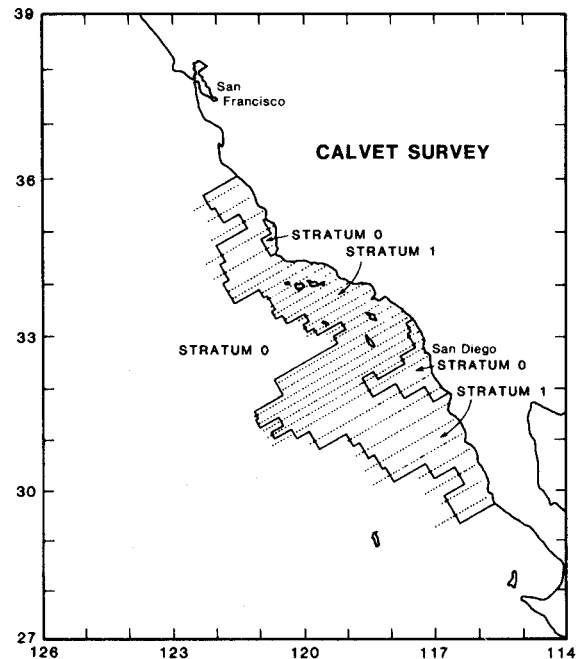 39
San
Francisco
CALVET SURVEY
36
STRATUM 0
STRATUM 1
33
STRATUM 0
San Diego
STRATUM 0
STRATUM 1
30
27
126
123
120
117
114